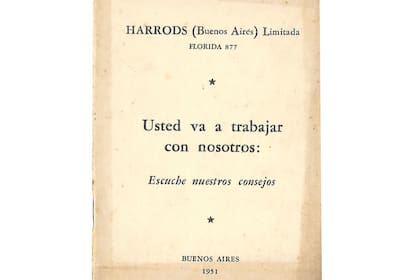 HARRODS (Buenos Aires) Limitada
FLORIDA 877
★
Usted va a trabajar
con nosotros:
Escuche nuestros consejos
★
BUENOS AIRES
1951